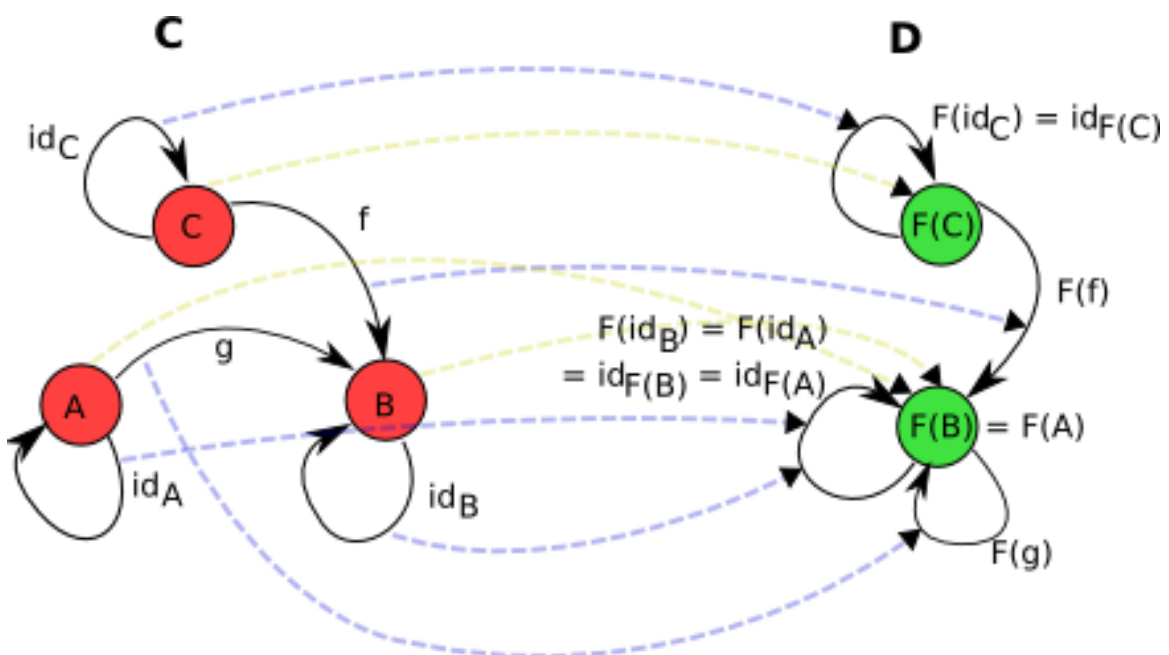 C
D
id_C
F(id_C) = id_F(C)
C
f
F(C)
F(f)
F(id_B) = F(id_A)
g
= id_F(B) = id_F(A)
A
B
F(B) = F(A)
id_A
id_B
F(g)